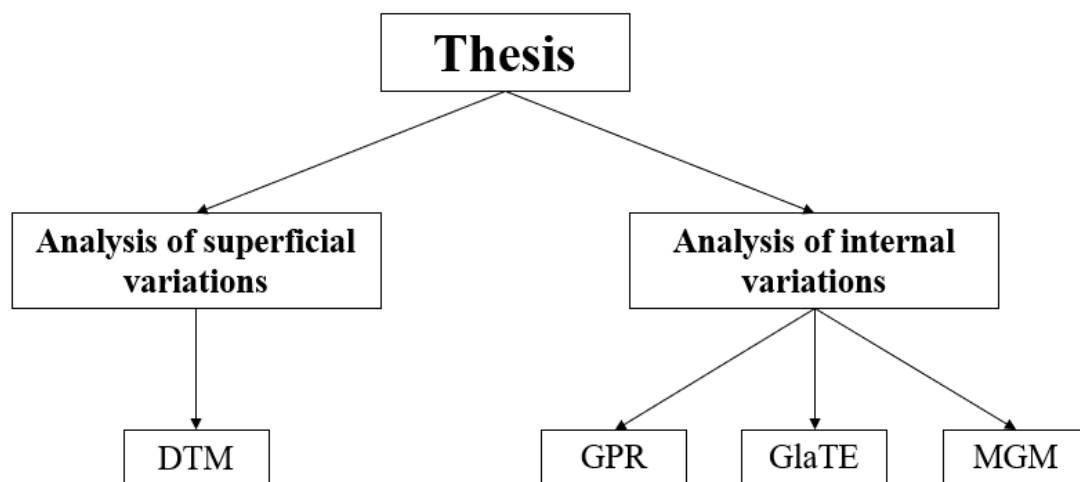 Thesis
Analysis of superficial
variations
Analysis of internal
variations
DTM
GPR
GlaTE
MGM